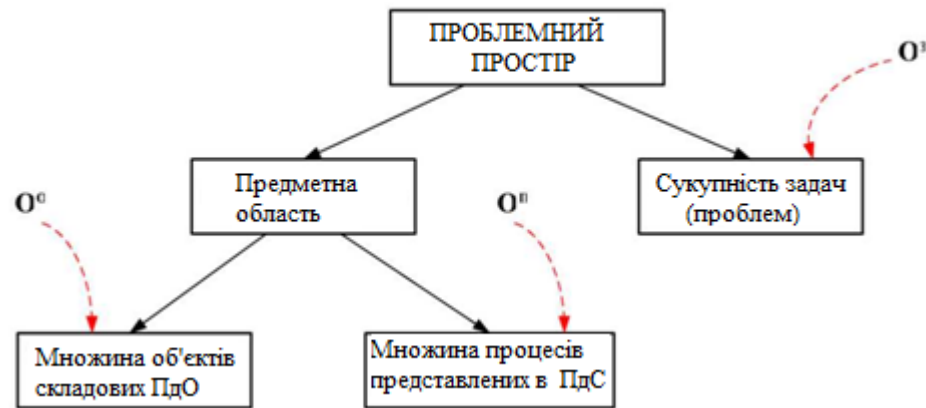 ПРОБЛЕМНИЙ
ПРОСТІР
Предметна
область
Сукупність задач
(проблем)
Множина об'єктів
складових ПдО
Множина процесів
представлених в ПдС